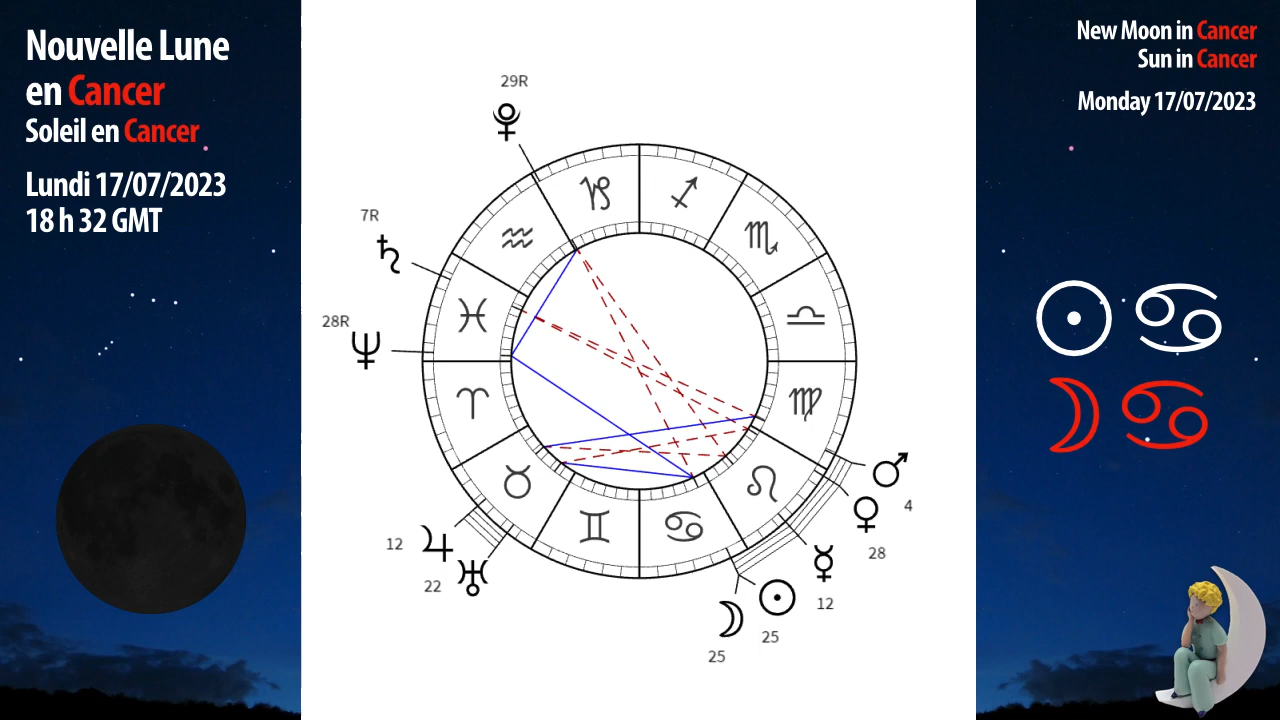 Nouvelle Lune
en Cancer
Soleil en Cancer
Lundi 17/07/2023
18 h 32 GMT
New Moon in Cancer
Sun in Cancer
Monday 17/07/2023
29R
♇
♑ ♐
7R
♄
♒ ♏
28R
♆
♓ ♎
♈ ♍
♂
4
♉ ♌
♀
28
♊ ♋
12 ♃
☿
12
22 ♅
☉
25
☽
25
☉ ♋
☽ ♋